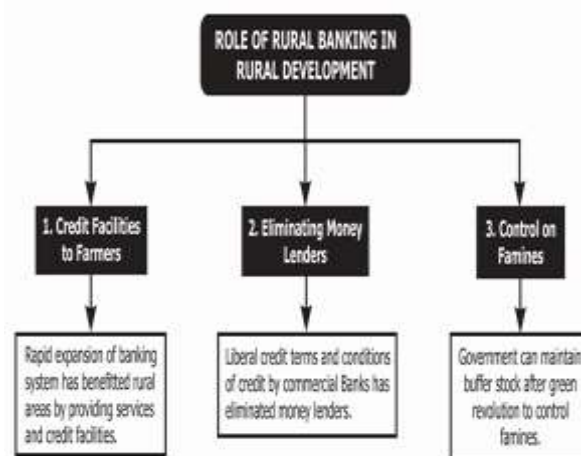 ROLE OF RURAL BANKING IN
RURAL DEVELOPMENT
1. Credit Facilities
to Farmers
2. Eliminating Money
Lenders
3. Control on
Famines
Rapid expansion of banking
system has benefitted rural
areas by providing services
and credit facilities.
Liberal credit terms and conditions
of credit by commercial Banks has
eliminated money lenders.
Government can maintain
buffer stock after green
revolution to control
famines.